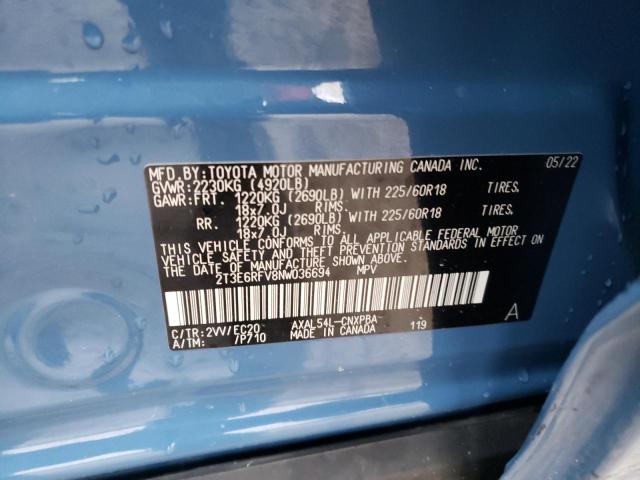 MFD.BY:TOYOTA MOTOR MANUFACTURING CANADA INC. 05/22
GVWR:2230KG (4920LB)
GAWR:FRT. 1220KG (2690LB) WITH 225/60R18 TIRES.
18x7.0J RIMS.
RR. 1220KG (2690LB) WITH 225/60R18 TIRES.
18x7.0J RIMS.
THIS VEHICLE CONFORMS TO ALL APPLICABLE FEDERAL MOTOR
VEHICLE SAFETY AND THEFT PREVENTION STANDARDS IN EFFECT ON
THE DATE OF MANUFACTURE SHOWN ABOVE.
2T3E6RFV8NW036694 MPV
A
C/TR:2VV/EC20 AXAL54L-CNXPBA 119
A/TM: /P710 MADE IN CANADA